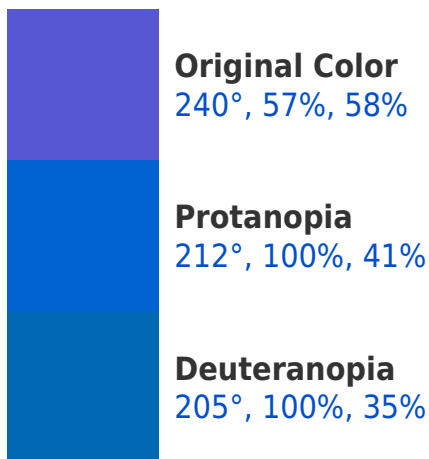 Original Color
240°, 57%, 58%
Protanopia
212°, 100%, 41%
Deuteranopia
205°, 100%, 35%